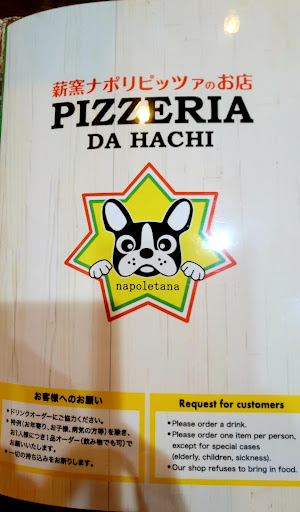 薪窯ナポリピッツァのお店
PIZZERIA
DA HACHI
napoletana
お客様へのお願い
•ドリンクオーダーにご協力ください。
•特例(お年寄り、お子様、病気の方等)を除き、
お1人様につき1品オーダー(飲み物でも可)で
お願いいたします。
•一切の持ち込みをお断りします。
Request for customers
•Please order a drink.
•Please order one item per person,
except for special cases
(elderly, children, sickness).
•Our shop refuses to bring in food.